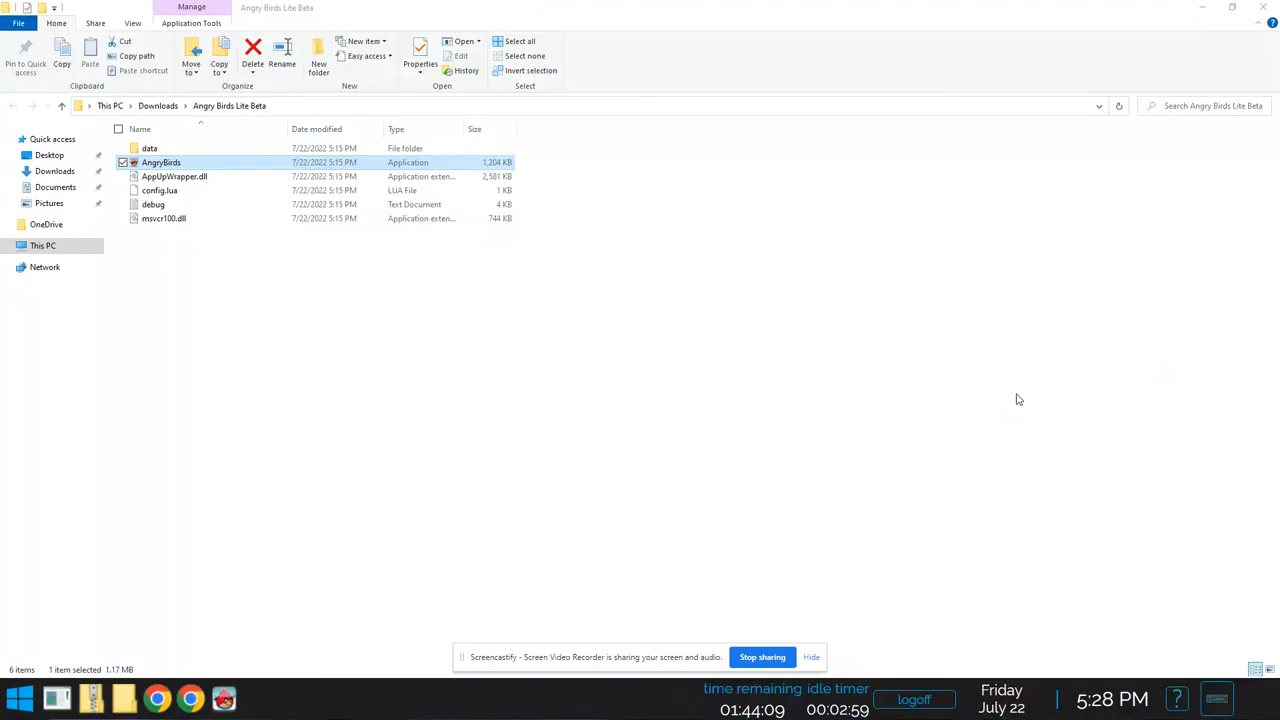 Manage
Angry Birds Lite Beta
File
Home
Share
View
Application Tools
Pin to Quick access
Copy
Paste
Cut
Copy path
Paste shortcut
Clipboard
Move to
Copy to
Delete
Rename
Organize
New folder
New item
Easy access
New
Properties
Open
Edit
History
Open
Select all
Select none
Invert selection
Select
This PC
Downloads
Angry Birds Lite Beta
Search Angry Birds Lite Beta
Quick access
Desktop
Downloads
Documents
Pictures
OneDrive
This PC
Network
Name Date modified Type Size
data 7/22/2022 5:15 PM File folder
AngryBirds 7/22/2022 5:15 PM Application 1,204 KB
AppUpWrapper.dll 7/22/2022 5:15 PM Application exten... 2,581 KB
config.lua 7/22/2022 5:15 PM LUA File 1 KB
debug 7/22/2022 5:15 PM Text Document 4 KB
msvcr100.dll 7/22/2022 5:15 PM Application exten... 744 KB
Screencastify - Screen Video Recorder is sharing your screen and audio.
Stop sharing
Hide
6 items 1 item selected 1.17 MB
time remaining idle timer
01:44:09 00:02:59
logoff
Friday
July 22
5:28 PM
?